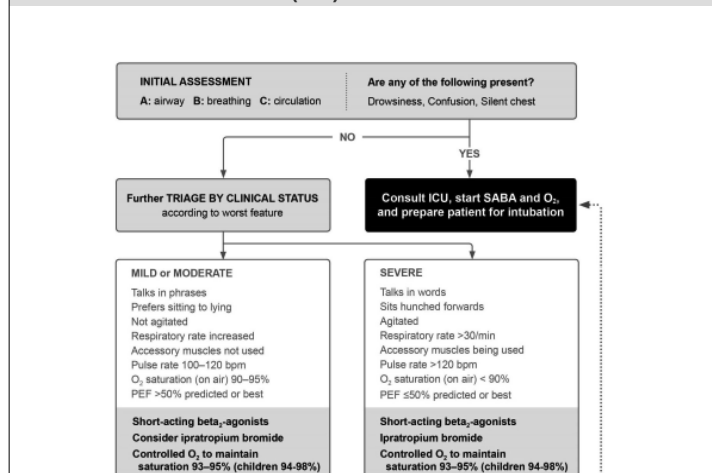 INITIAL ASSESSMENT
A: airway B: breathing C: circulation
Are any of the following present?
Drowsiness, Confusion, Silent chest
NO
YES
Further TRIAGE BY CLINICAL STATUS
according to worst feature
Consult ICU, start SABA and O₂,
and prepare patient for intubation
MILD or MODERATE
Talks in phrases
Prefers sitting to lying
Not agitated
Respiratory rate increased
Accessory muscles not used
Pulse rate 100–120 bpm
O₂ saturation (on air) 90–95%
PEF >50% predicted or best
Short-acting beta₂-agonists
Consider ipratropium bromide
Controlled O₂ to maintain
saturation 93–95% (children 94-98%)
SEVERE
Talks in words
Sits hunched forwards
Agitated
Respiratory rate >30/min
Accessory muscles being used
Pulse rate >120 bpm
O₂ saturation (on air) < 90%
PEF ≤50% predicted or best
Short-acting beta₂-agonists
Ipratropium bromide
Controlled O₂ to maintain
saturation 93–95% (children 94-98%)